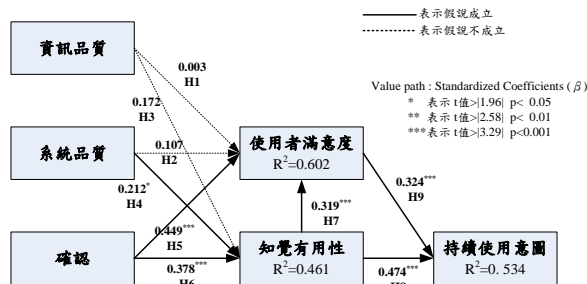 表示假說成立
表示假說不成立
資訊品質
0.003
H1
Value path : Standardized Coefficients (β)
* 表示 t值>|1.96| p< 0.05
** 表示 t值>|2.58| p< 0.01
*** 表示 t值>|3.29| p<0.001
0.172
H3
系統品質
0.107
H2
使用者滿意度
R²=0.602
0.212*
H4
0.319***
H7
0.324***
H9
0.449***
H5
確認
0.378***
H6
知覺有用性
R²=0.461
0.474***
持續使用意圖
R²=0. 534